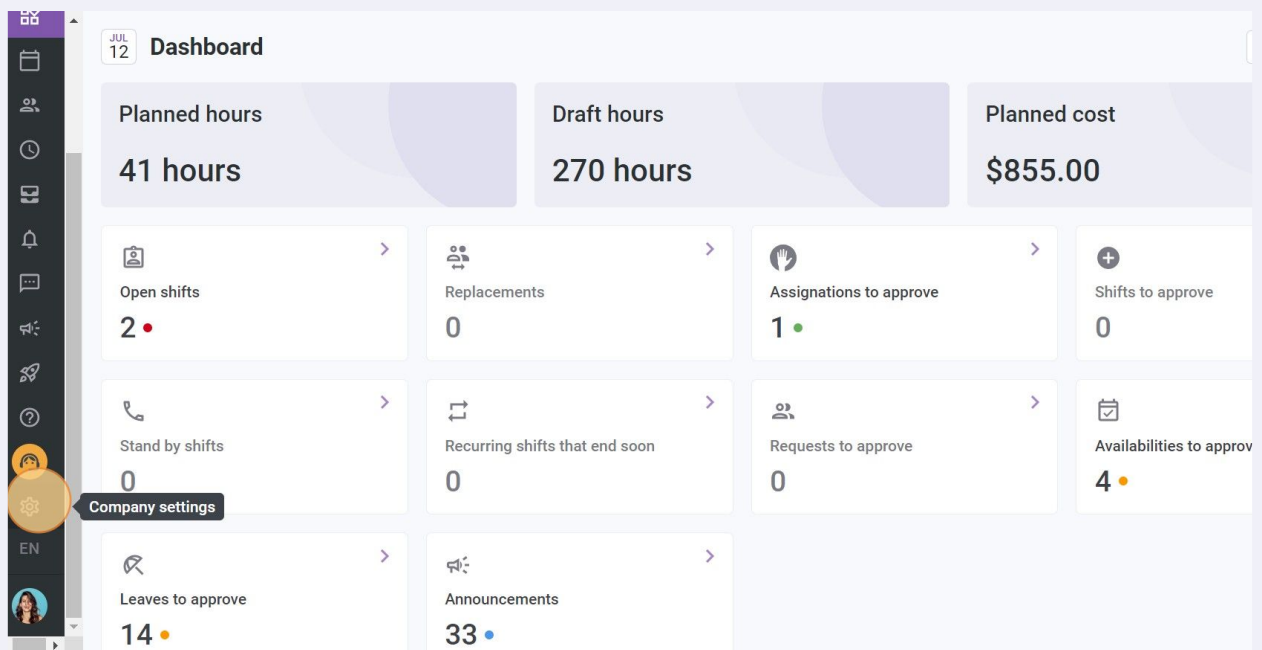 JUL
12
Dashboard
Planned hours
41 hours
Draft hours
270 hours
Planned cost
$855.00
Open shifts
2
Replacements
0
Assignations to approve
1
Shifts to approve
0
Stand by shifts
0
Recurring shifts that end soon
0
Requests to approve
0
Availabilities to approv
4
Company settings
EN
Leaves to approve
14
Announcements
33